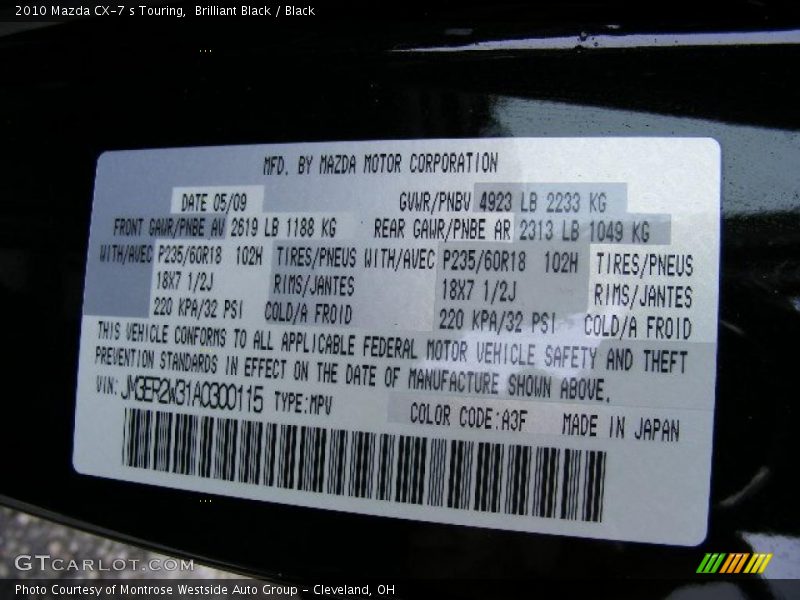 2010 Mazda CX-7 s Touring, Brilliant Black / Black
MFD. BY MAZDA MOTOR CORPORATION
DATE 05/09 GVWR/PNBV 4923 LB 2233 KG
FRONT GAWR/PNBE AV 2619 LB 1188 KG REAR GAWR/PNBE AR 2313 LB 1049 KG
WITH/AVEC P235/60R18 102H TIRES/PNEUS WITH/AVEC P235/60R18 102H TIRES/PNEUS
18X7 1/2J RIMS/JANTES 18X7 1/2J RIMS/JANTES
220 KPA/32 PSI COLD/A FROID 220 KPA/32 PSI COLD/A FROID
THIS VEHICLE CONFORMS TO ALL APPLICABLE FEDERAL MOTOR VEHICLE SAFETY AND THEFT
PREVENTION STANDARDS IN EFFECT ON THE DATE OF MANUFACTURE SHOWN ABOVE.
VIN: JM3ER2W31A0300115 TYPE:MPV COLOR CODE:A3F MADE IN JAPAN
GTCARLOT.COM
Photo Courtesy of Montrose Westside Auto Group - Cleveland, OH